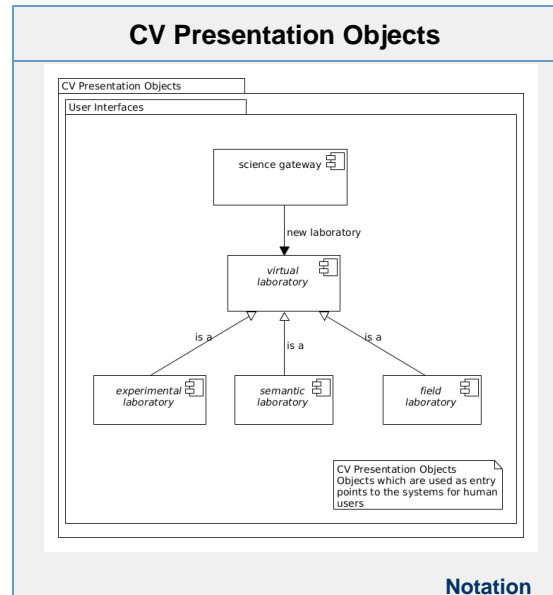 CV Presentation Objects
CV Presentation Objects
User Interfaces
science gateway
new laboratory
virtual
laboratory
is a
is a
is a
experimental
laboratory
semantic
laboratory
field
laboratory
CV Presentation Objects
Objects which are used as entry
points to the systems for human
users
Notation